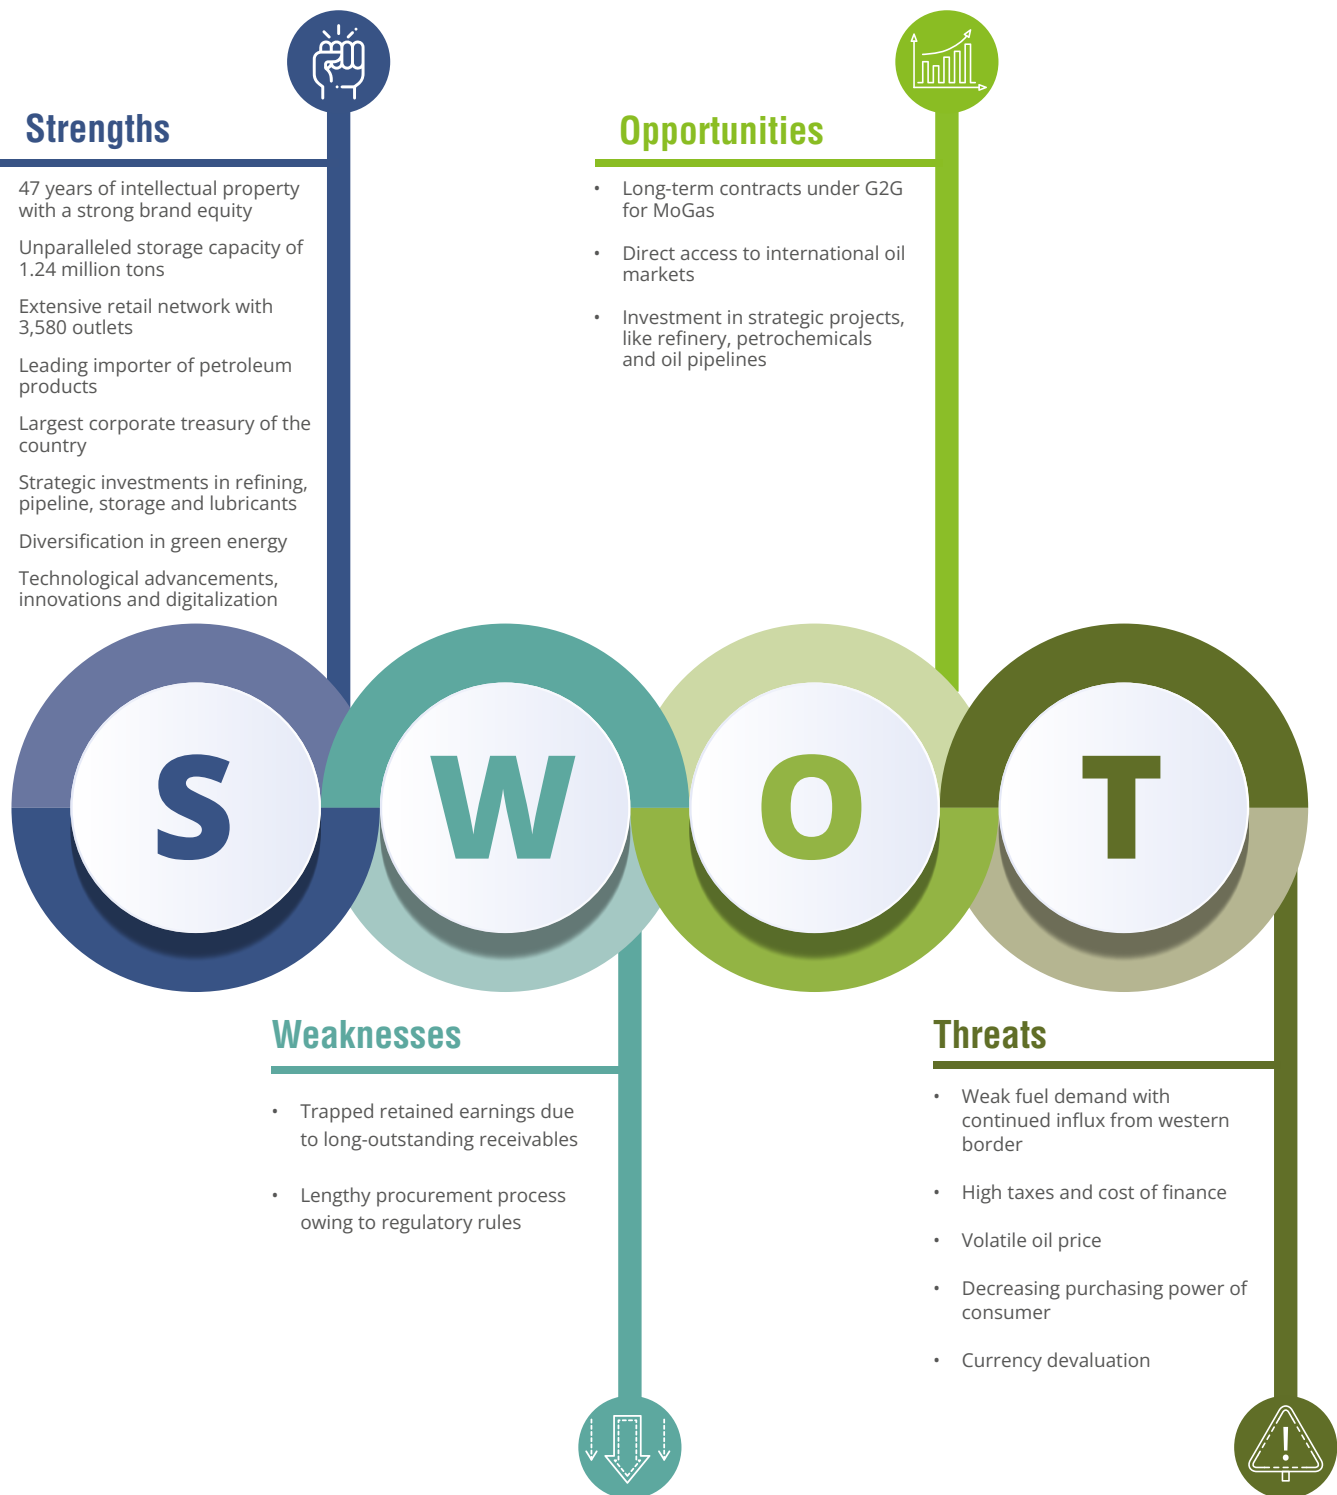 Strengths
47 years of intellectual property
with a strong brand equity
Unparalleled storage capacity of
1.24 million tons
Extensive retail network with
3,580 outlets
Leading importer of petroleum
products
Largest corporate treasury of the
country
Strategic investments in refining,
pipeline, storage and lubricants
Diversification in green energy
Technological advancements,
innovations and digitalization
Opportunities
• Long-term contracts under G2G
for MoGas
• Direct access to international oil
markets
• Investment in strategic projects,
like refinery, petrochemicals
and oil pipelines
S W O T
Weaknesses
• Trapped retained earnings due
to long-outstanding receivables
• Lengthy procurement process
owing to regulatory rules
Threats
• Weak fuel demand with
continued influx from western
border
• High taxes and cost of finance
• Volatile oil price
• Decreasing purchasing power of
consumer
• Currency devaluation